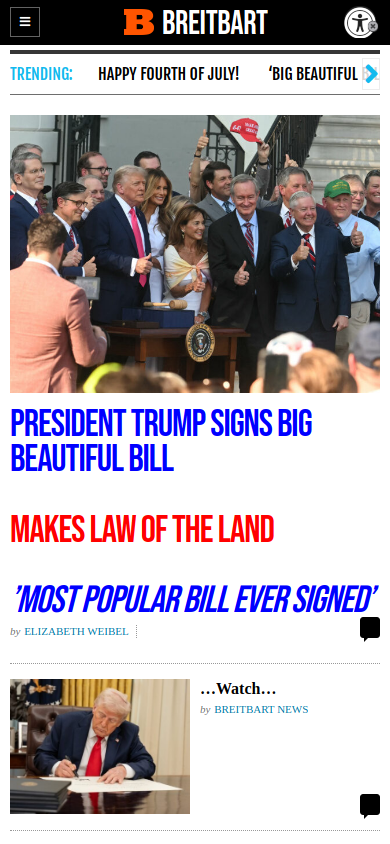 B BREITBART
TRENDING: HAPPY FOURTH OF JULY! ‘BIG BEAUTIFUL
PRESIDENT TRUMP SIGNS BIG
BEAUTIFUL BILL
MAKES LAW OF THE LAND
’MOST POPULAR BILL EVER SIGNED’
by ELIZABETH WEIBEL
…Watch…
by BREITBART NEWS